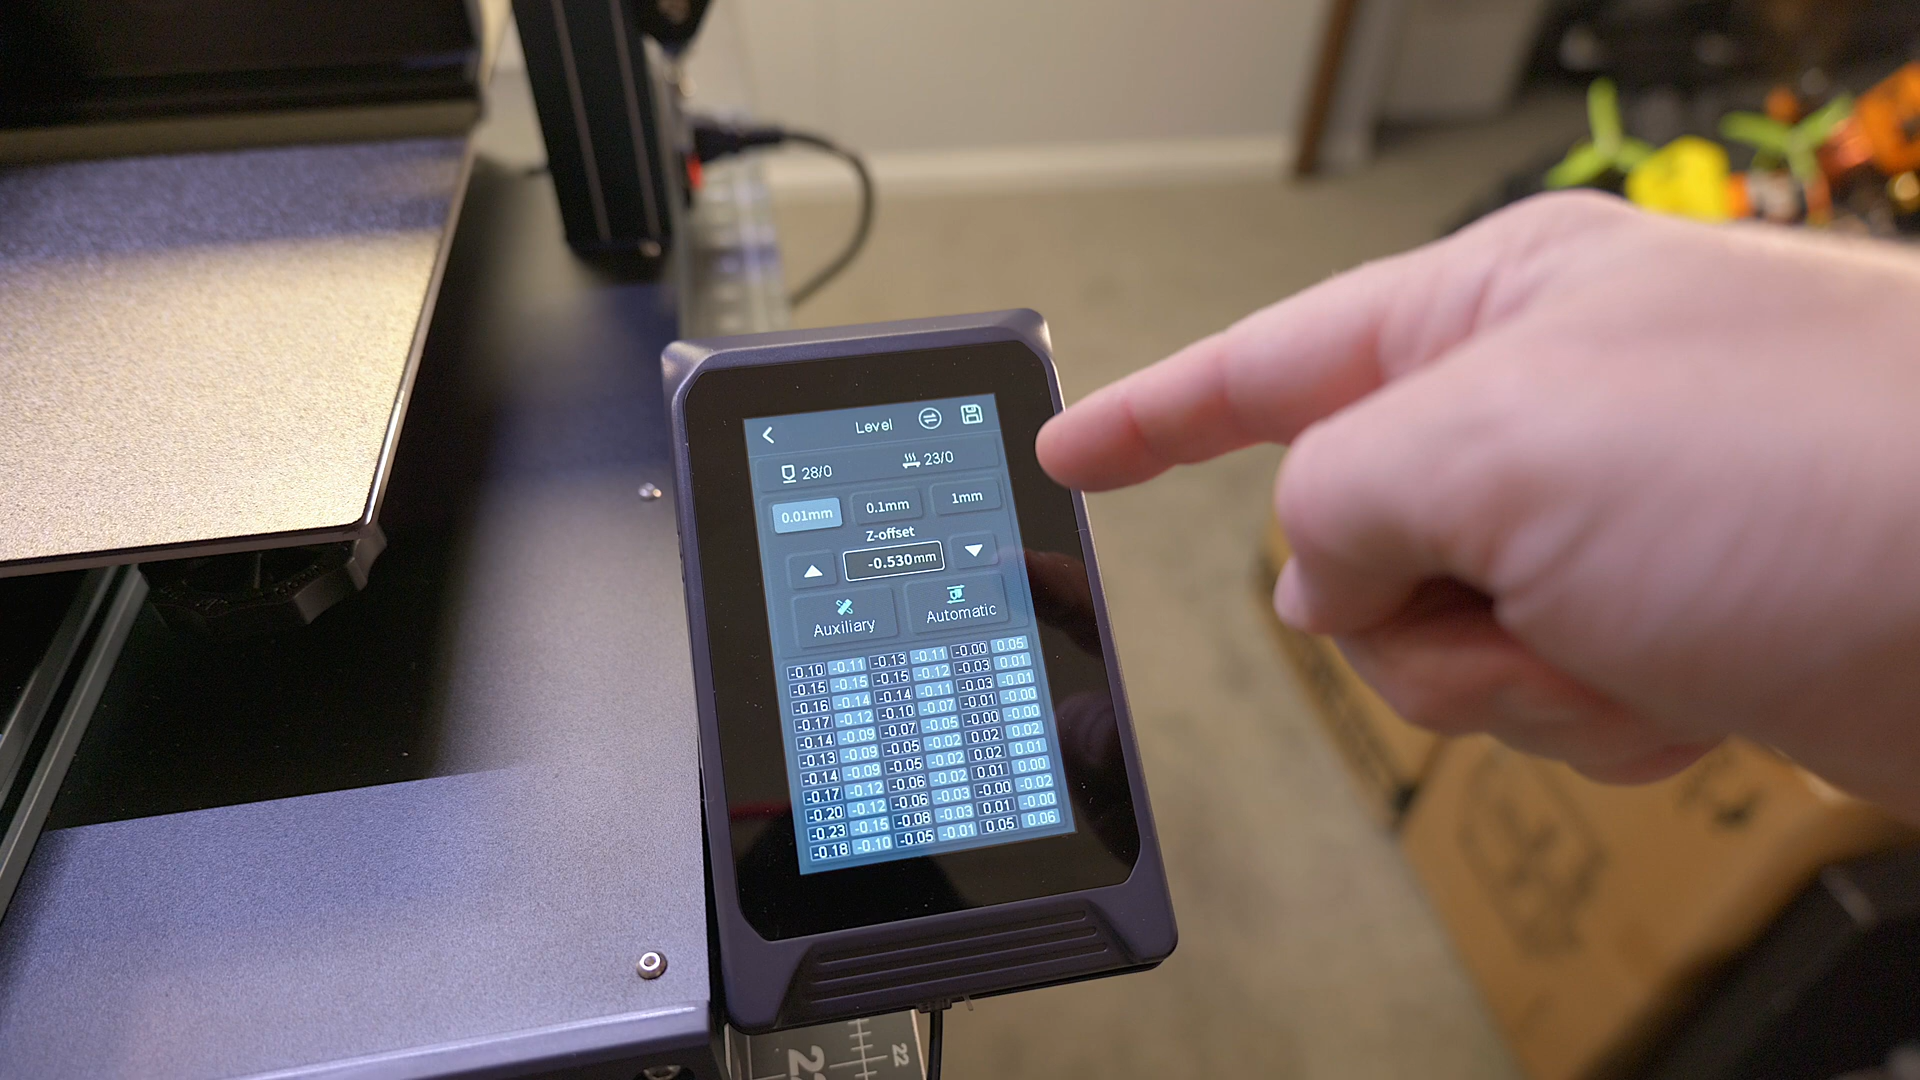 Level
28/0 23/0
0.01mm 0.1mm 1mm
Z-offset
-0.530mm
Auxiliary Automatic
-0.10 -0.11 -0.13 -0.11 -0.00 0.05
-0.15 -0.15 -0.15 -0.12 -0.03 0.01
-0.16 -0.14 -0.14 -0.11 -0.03 -0.01
-0.17 -0.12 -0.10 -0.07 -0.01 -0.00
-0.14 -0.09 -0.07 -0.05 -0.00 -0.00
-0.13 -0.09 -0.05 -0.02 0.02 0.02
-0.14 -0.09 -0.05 -0.02 0.02 0.01
-0.17 -0.12 -0.06 -0.02 0.01 0.00
-0.20 -0.12 -0.06 -0.03 -0.00 -0.02
-0.23 -0.15 -0.08 -0.03 0.01 -0.00
-0.18 -0.10 -0.05 -0.01 0.05 0.06
22